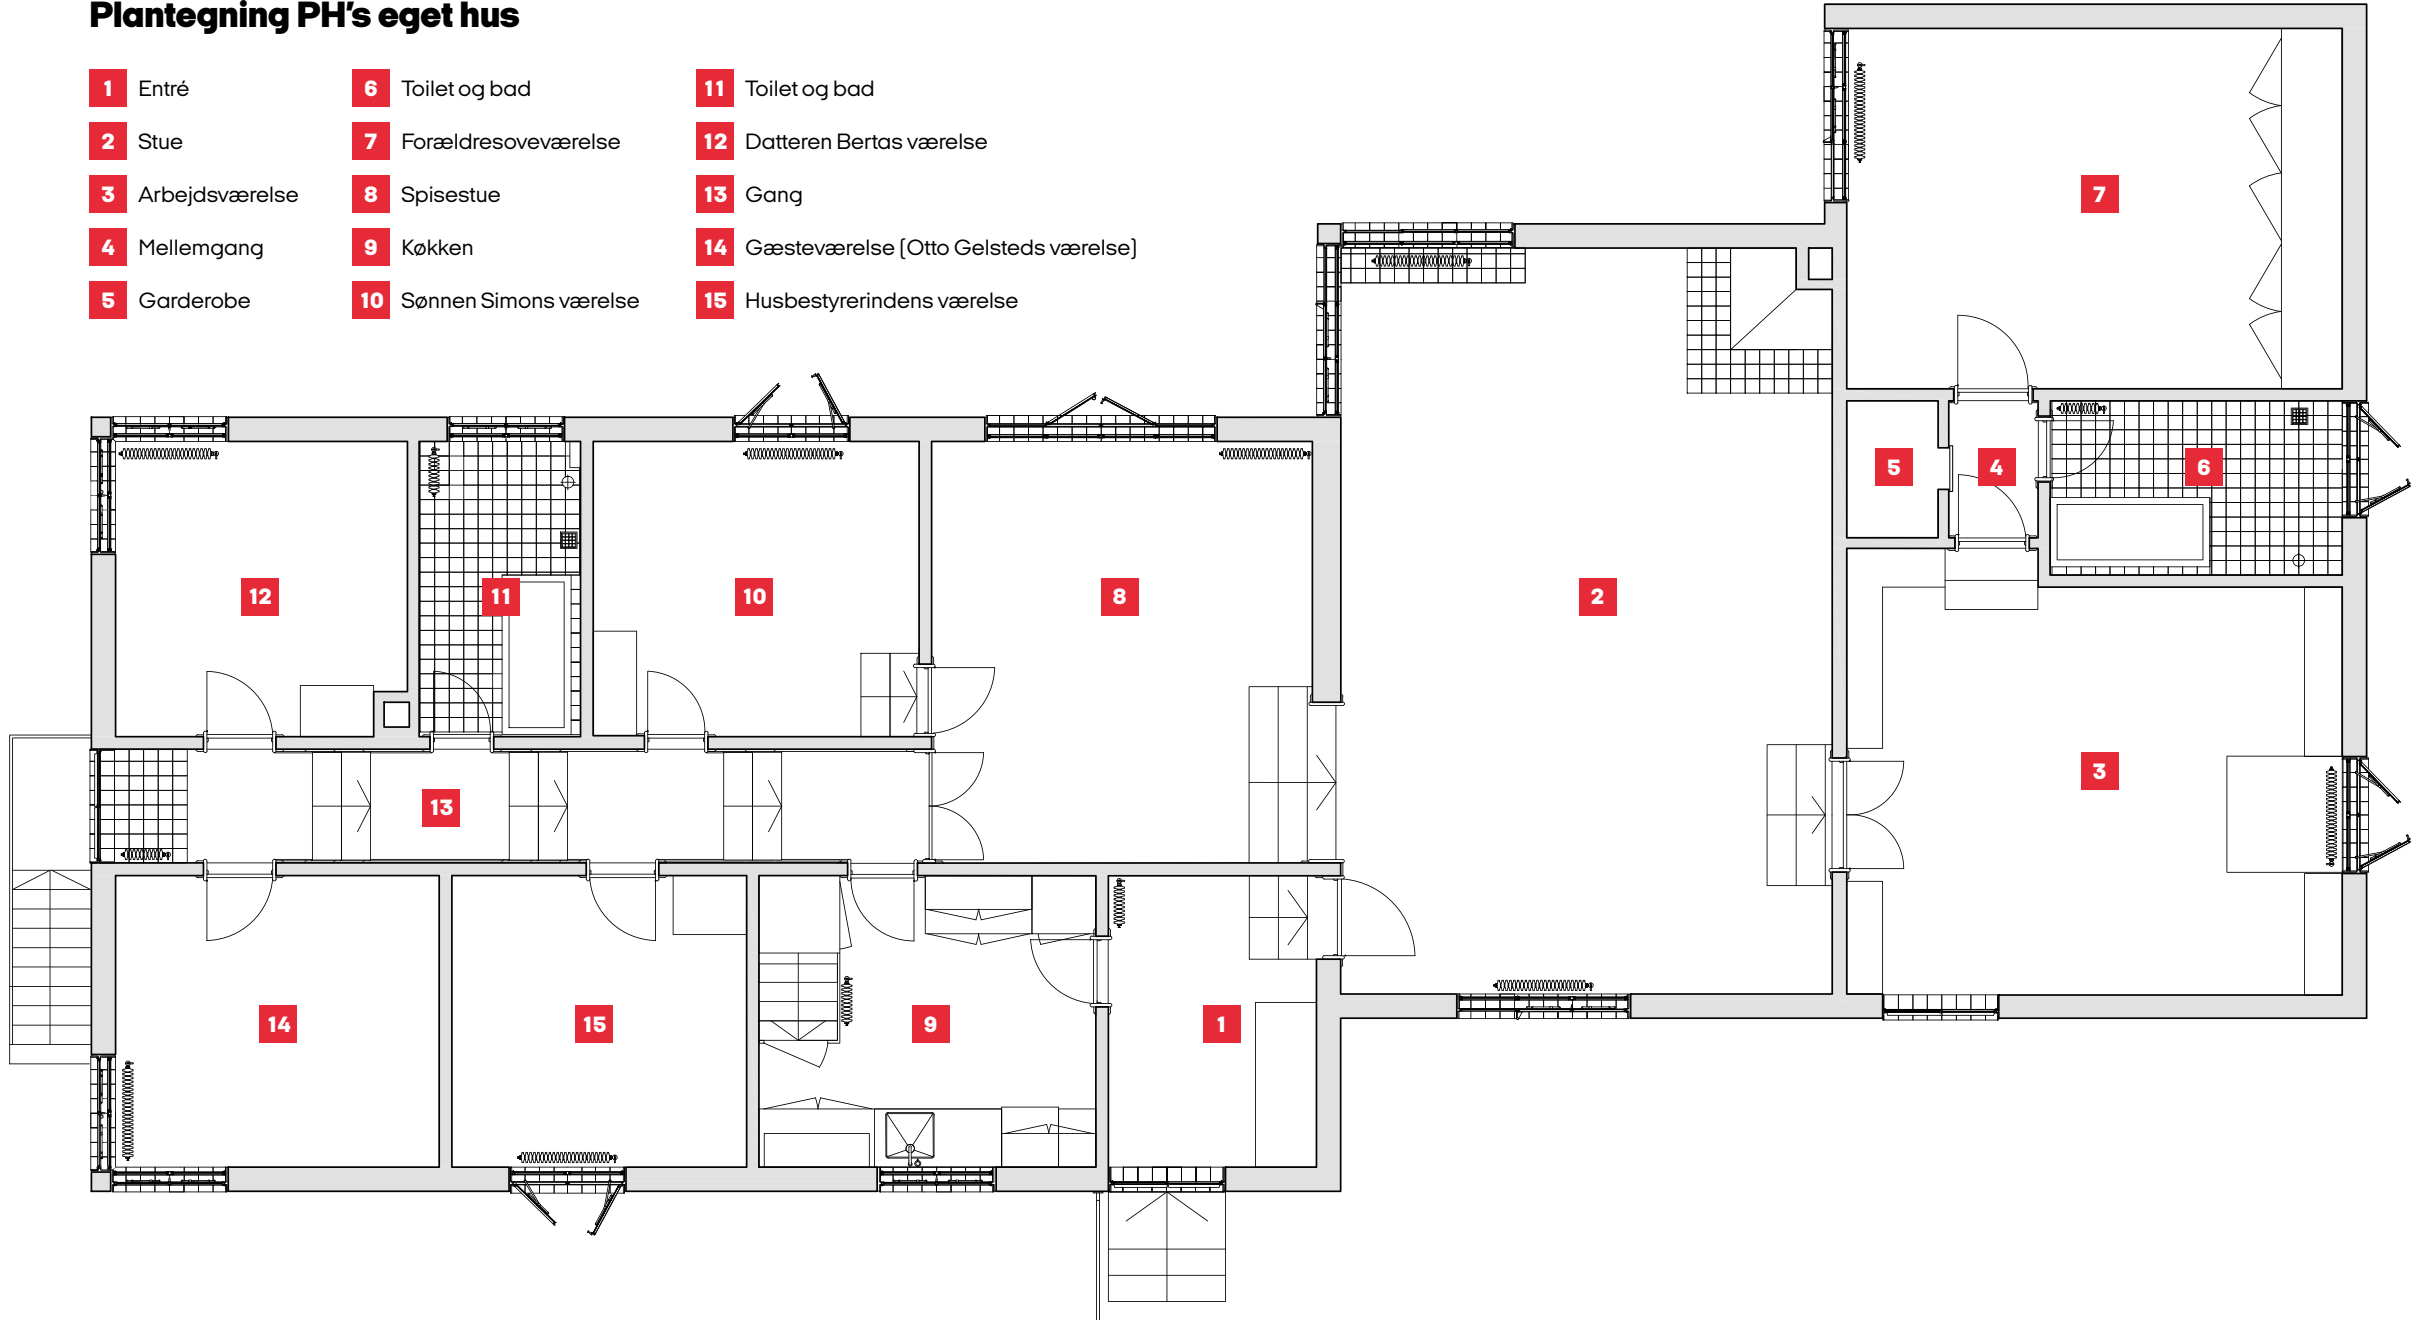 Plantegning PH’s eget hus
1 Entré
2 Stue
3 Arbejdsværelse
4 Mellemgang
5 Garderobe
6 Toilet og bad
7 Forældresoveværelse
8 Spisestue
9 Køkken
10 Sønnen Simons værelse
11 Toilet og bad
12 Datteren Bertas værelse
13 Gang
14 Gæsteværelse (Otto Gelsteds værelse)
15 Husbestyrerindens værelse
7
5
4
6
12
11
10
8
2
3
13
14
15
9
1